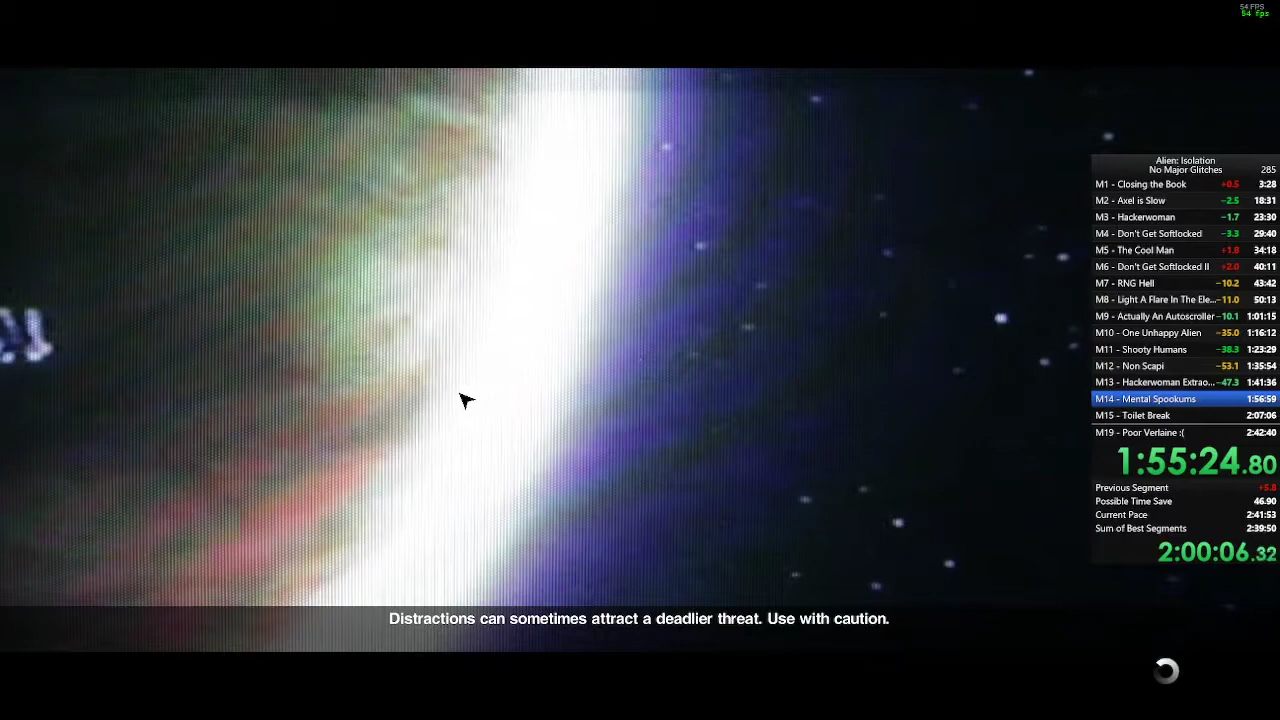 54 FPS
54 fps
Alien: Isolation
No Major Glitches 285
M1 - Closing the Book +0.5 3:28
M2 - Axel is Slow −2.5 18:31
M3 - Hackerwoman −1.7 23:30
M4 - Don't Get Softlocked −3.3 29:40
M5 - The Cool Man +1.8 34:18
M6 - Don't Get Softlocked II +2.0 40:11
M7 - RNG Hell −10.2 43:42
M8 - Light A Flare In The Ele... −11.0 50:13
M9 - Actually An Autoscroller −10.1 1:01:15
M10 - One Unhappy Alien −35.0 1:16:12
M11 - Shooty Humans −38.3 1:23:29
M12 - Non Scapi −53.1 1:35:54
M13 - Hackerwoman Extrao... −47.3 1:41:36
M14 - Mental Spookums 1:56:59
M15 - Toilet Break 2:07:06
M19 - Poor Verlaine :( 2:42:40
1:55:24.80
Previous Segment +5.8
Possible Time Save 46.90
Current Pace 2:41:53
Sum of Best Segments 2:39:50
2:00:06.32
Distractions can sometimes attract a deadlier threat. Use with caution.